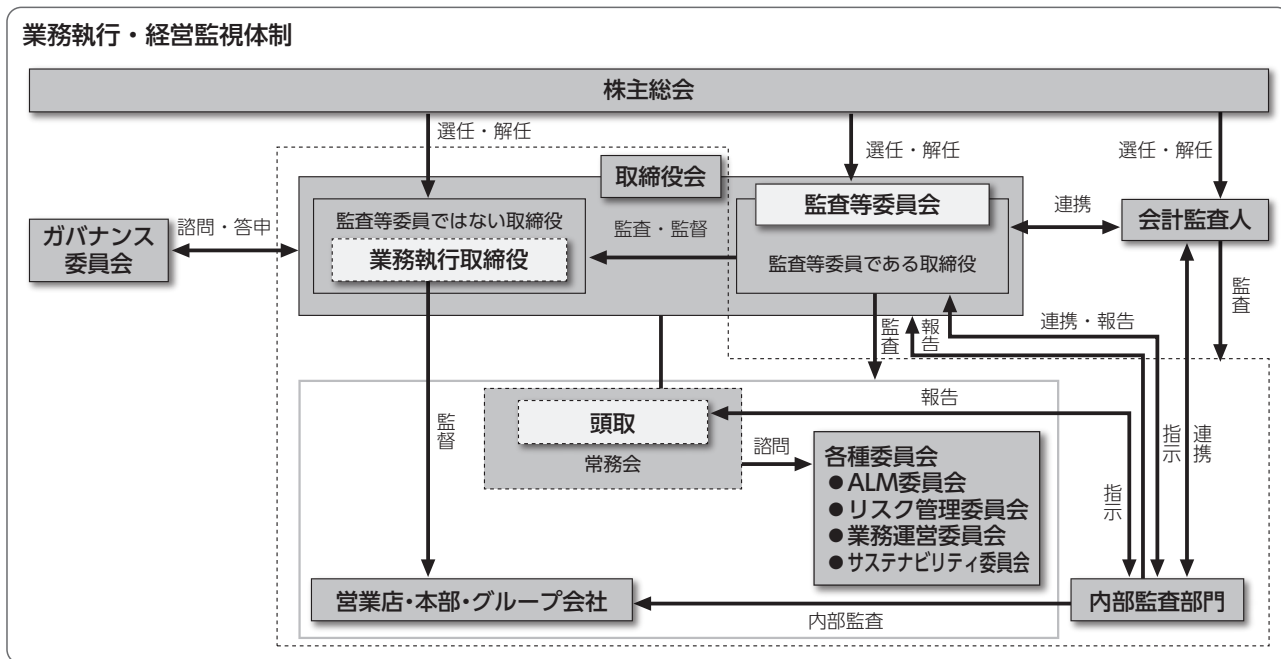 業務執行・経営監視体制
株主総会
選任・解任
選任・解任
選任・解任
取締役会
監査等委員会
監査等委員ではない取締役
業務執行取締役
監査・監督
監査等委員である取締役
連携
会計監査人
ガバナンス
委員会
諮問・答申
監査
監査
報告
連携・報告
監督
頭取
常務会
報告
諮問
各種委員会
●ALM委員会
●リスク管理委員会
●業務運営委員会
●サステナビリティ委員会
指示
指示
連携
営業店・本部・グループ会社
内部監査
内部監査部門